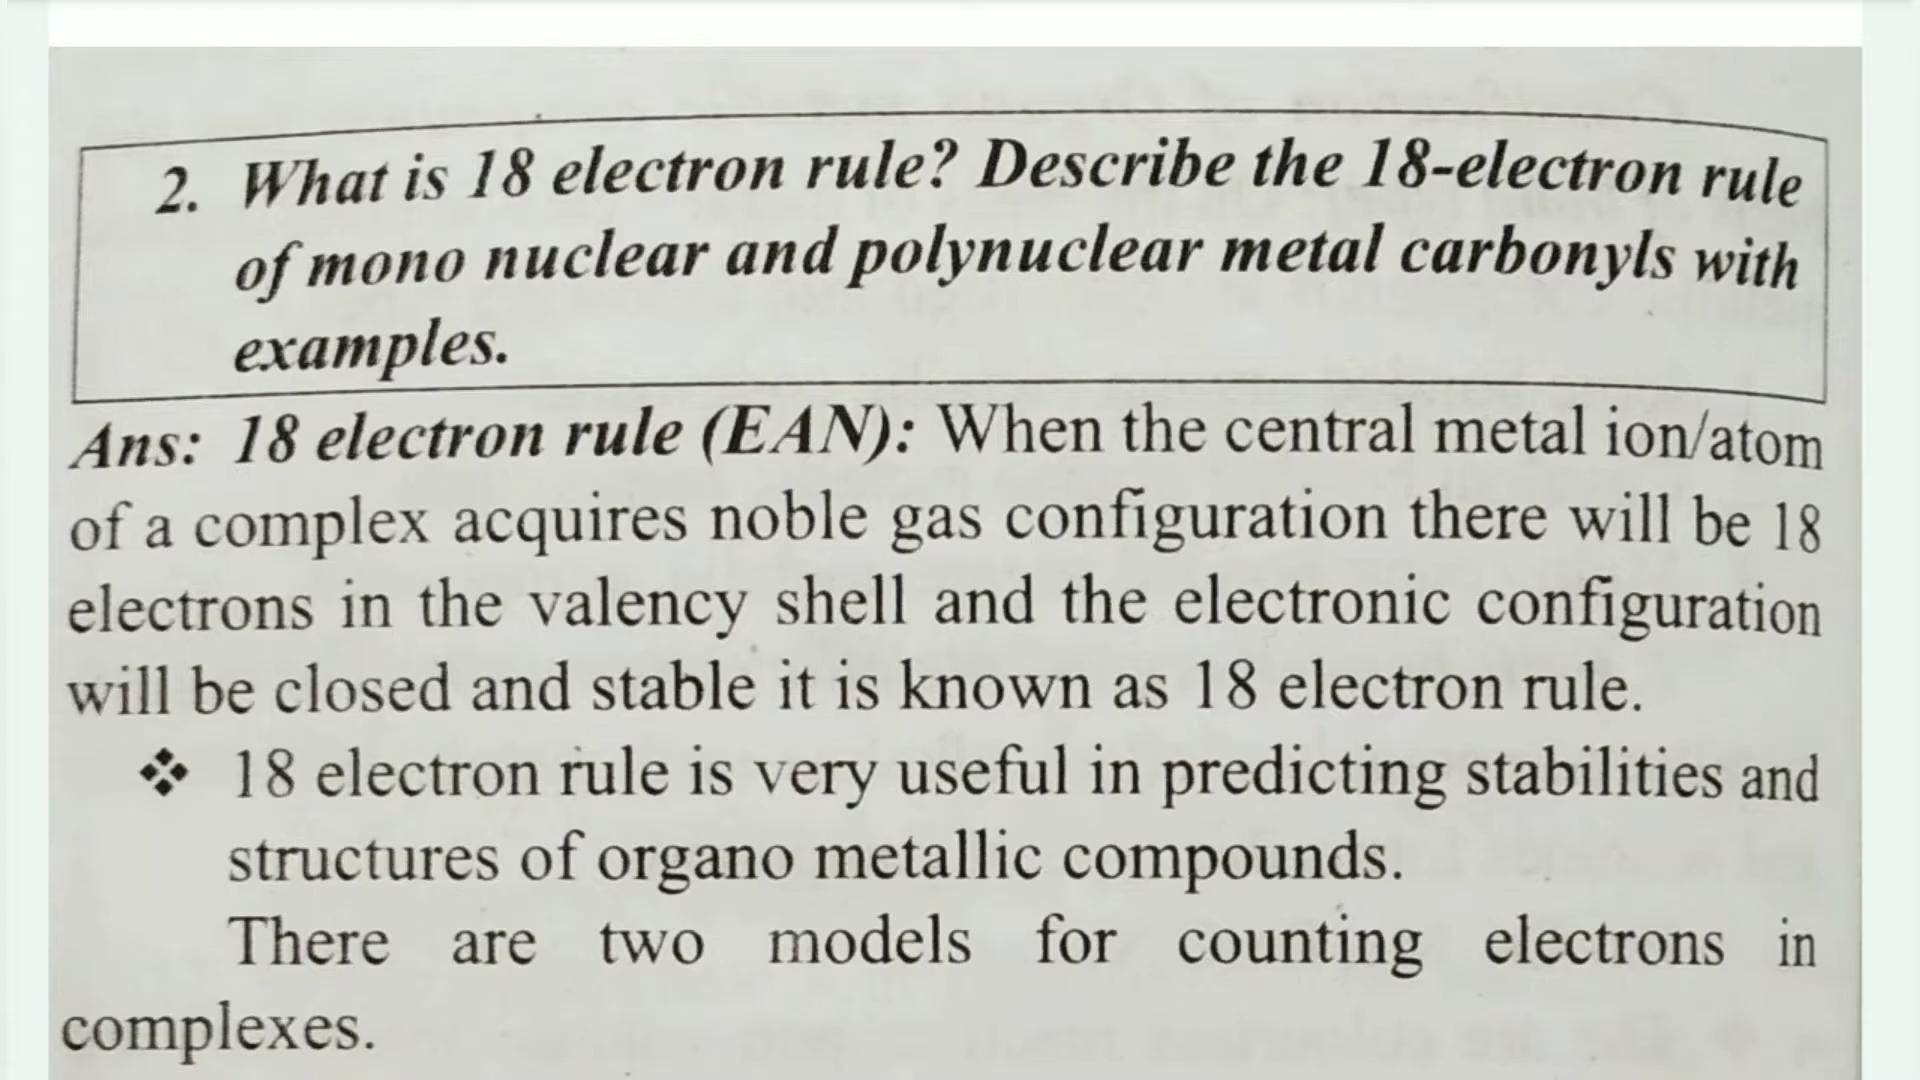 2. What is 18 electron rule? Describe the 18-electron rule
of mono nuclear and polynuclear metal carbonyls with
examples.
Ans: 18 electron rule (EAN): When the central metal ion/atom
of a complex acquires noble gas configuration there will be 18
electrons in the valency shell and the electronic configuration
will be closed and stable it is known as 18 electron rule.
❖ 18 electron rule is very useful in predicting stabilities and
structures of organo metallic compounds.
There are two models for counting electrons in
complexes.